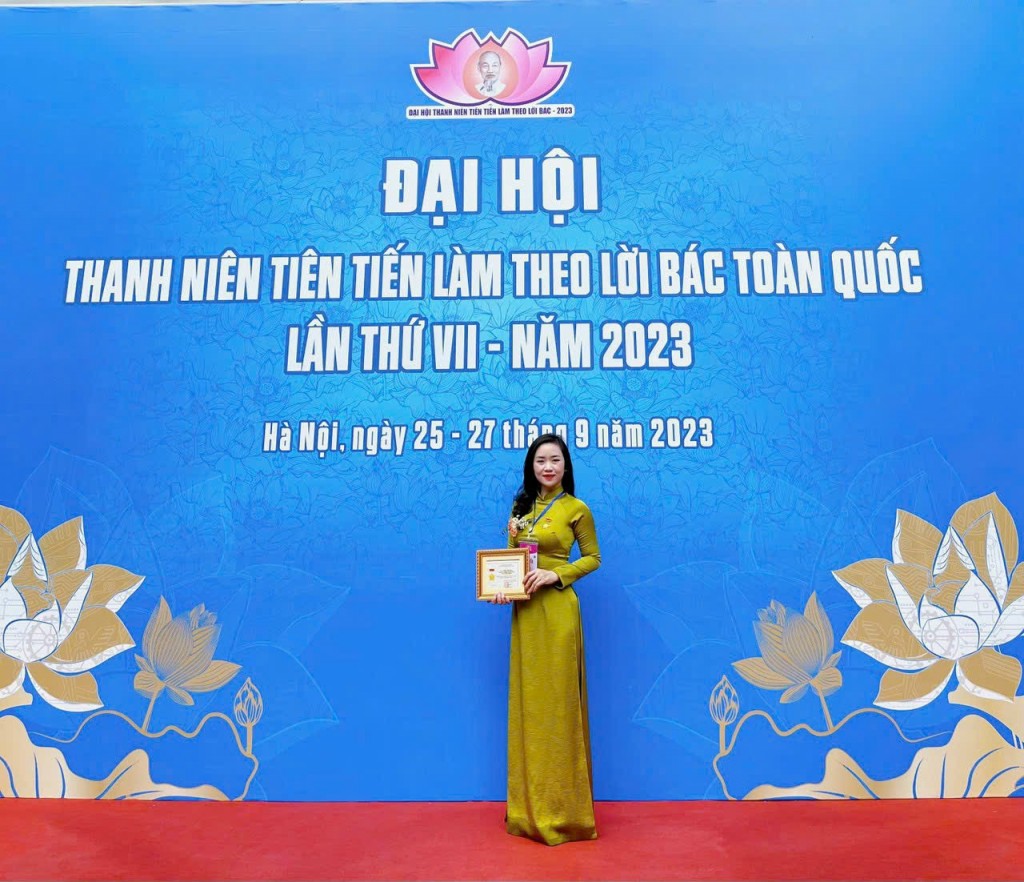 ĐẠI HỘI THANH NIÊN TIÊN TIẾN LÀM THEO LỜI BÁC - 2023
ĐẠI HỘI
THANH NIÊN TIÊN TIẾN LÀM THEO LỜI BÁC TOÀN QUỐC
LẦN THỨ VII - NĂM 2023
Hà Nội, ngày 25 - 27 tháng 9 năm 2023